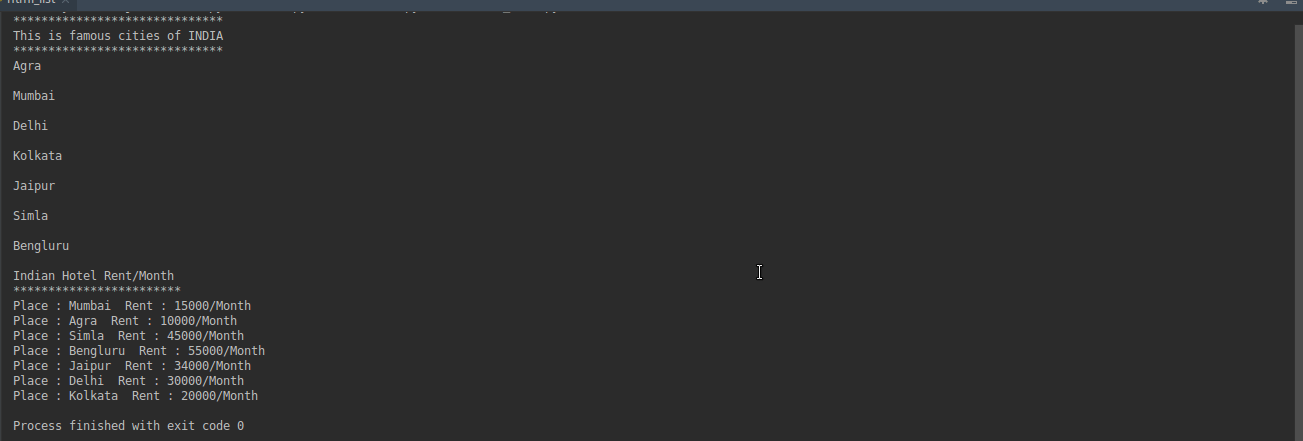 ******************************
This is famous cities of INDIA
******************************
Agra
Mumbai
Delhi
Kolkata
Jaipur
Simla
Bengluru
Indian Hotel Rent/Month
************************
Place : Mumbai  Rent : 15000/Month
Place : Agra  Rent : 10000/Month
Place : Simla  Rent : 45000/Month
Place : Bengluru  Rent : 55000/Month
Place : Jaipur  Rent : 34000/Month
Place : Delhi  Rent : 30000/Month
Place : Kolkata  Rent : 20000/Month
Process finished with exit code 0